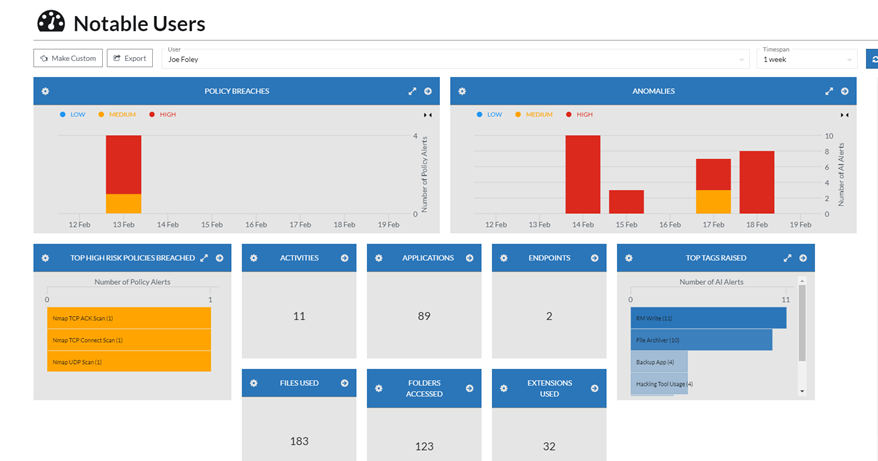 Notable Users
Make Custom
Export
User
Joe Foley
Timespan
1 week
POLICY BREACHES
LOW MEDIUM HIGH
4
0
Number of Policy Alerts
12 Feb 13 Feb 14 Feb 15 Feb 16 Feb 17 Feb 18 Feb 19 Feb
ANOMALIES
LOW MEDIUM HIGH
10
8
6
4
2
0
Number of AI Alerts
12 Feb 13 Feb 14 Feb 15 Feb 16 Feb 17 Feb 18 Feb 19 Feb
TOP HIGH RISK POLICIES BREACHED
Number of Policy Alerts
0 1
Nmap TCP ACK Scan (1)
Nmap TCP Connect Scan (1)
Nmap UDP Scan (1)
ACTIVITIES
11
APPLICATIONS
89
ENDPOINTS
2
TOP TAGS RAISED
Number of AI Alerts
0 11
RM Write (11)
File Archiver (10)
Backup App (4)
Hacking Tool Usage (4)
FILES USED
183
FOLDERS
ACCESSED
123
EXTENSIONS
USED
32